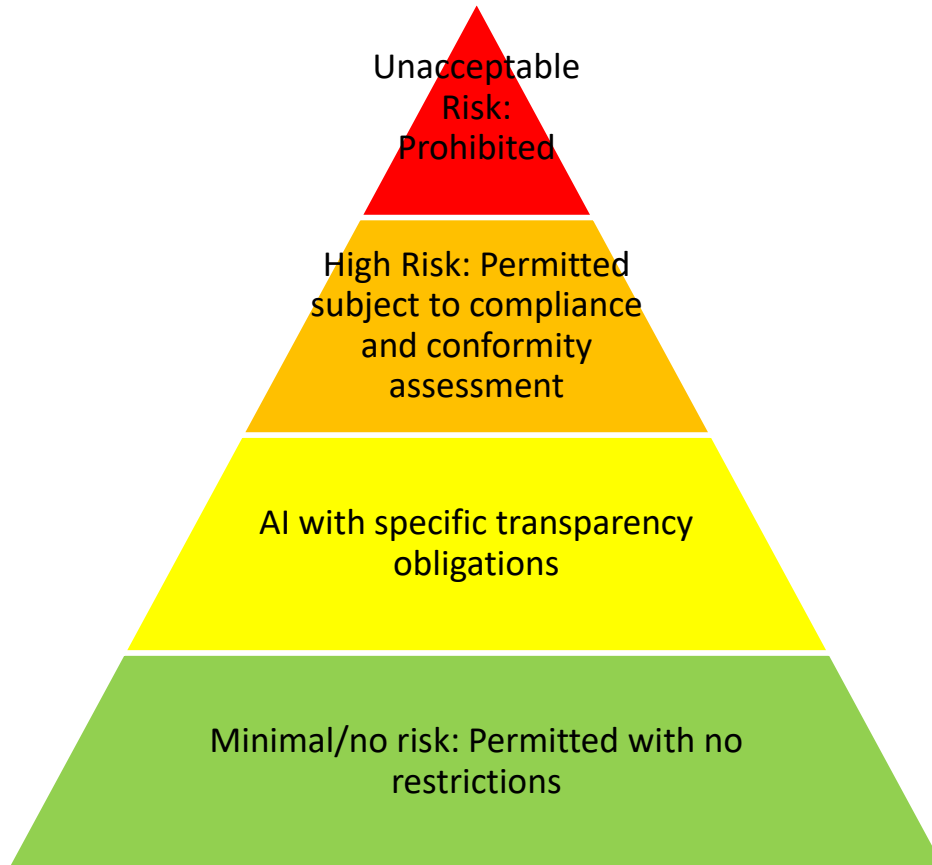 Unacceptable
Risk:
Prohibited
High Risk: Permitted
subject to compliance
and conformity
assessment
AI with specific transparency
obligations
Minimal/no risk: Permitted with no
restrictions